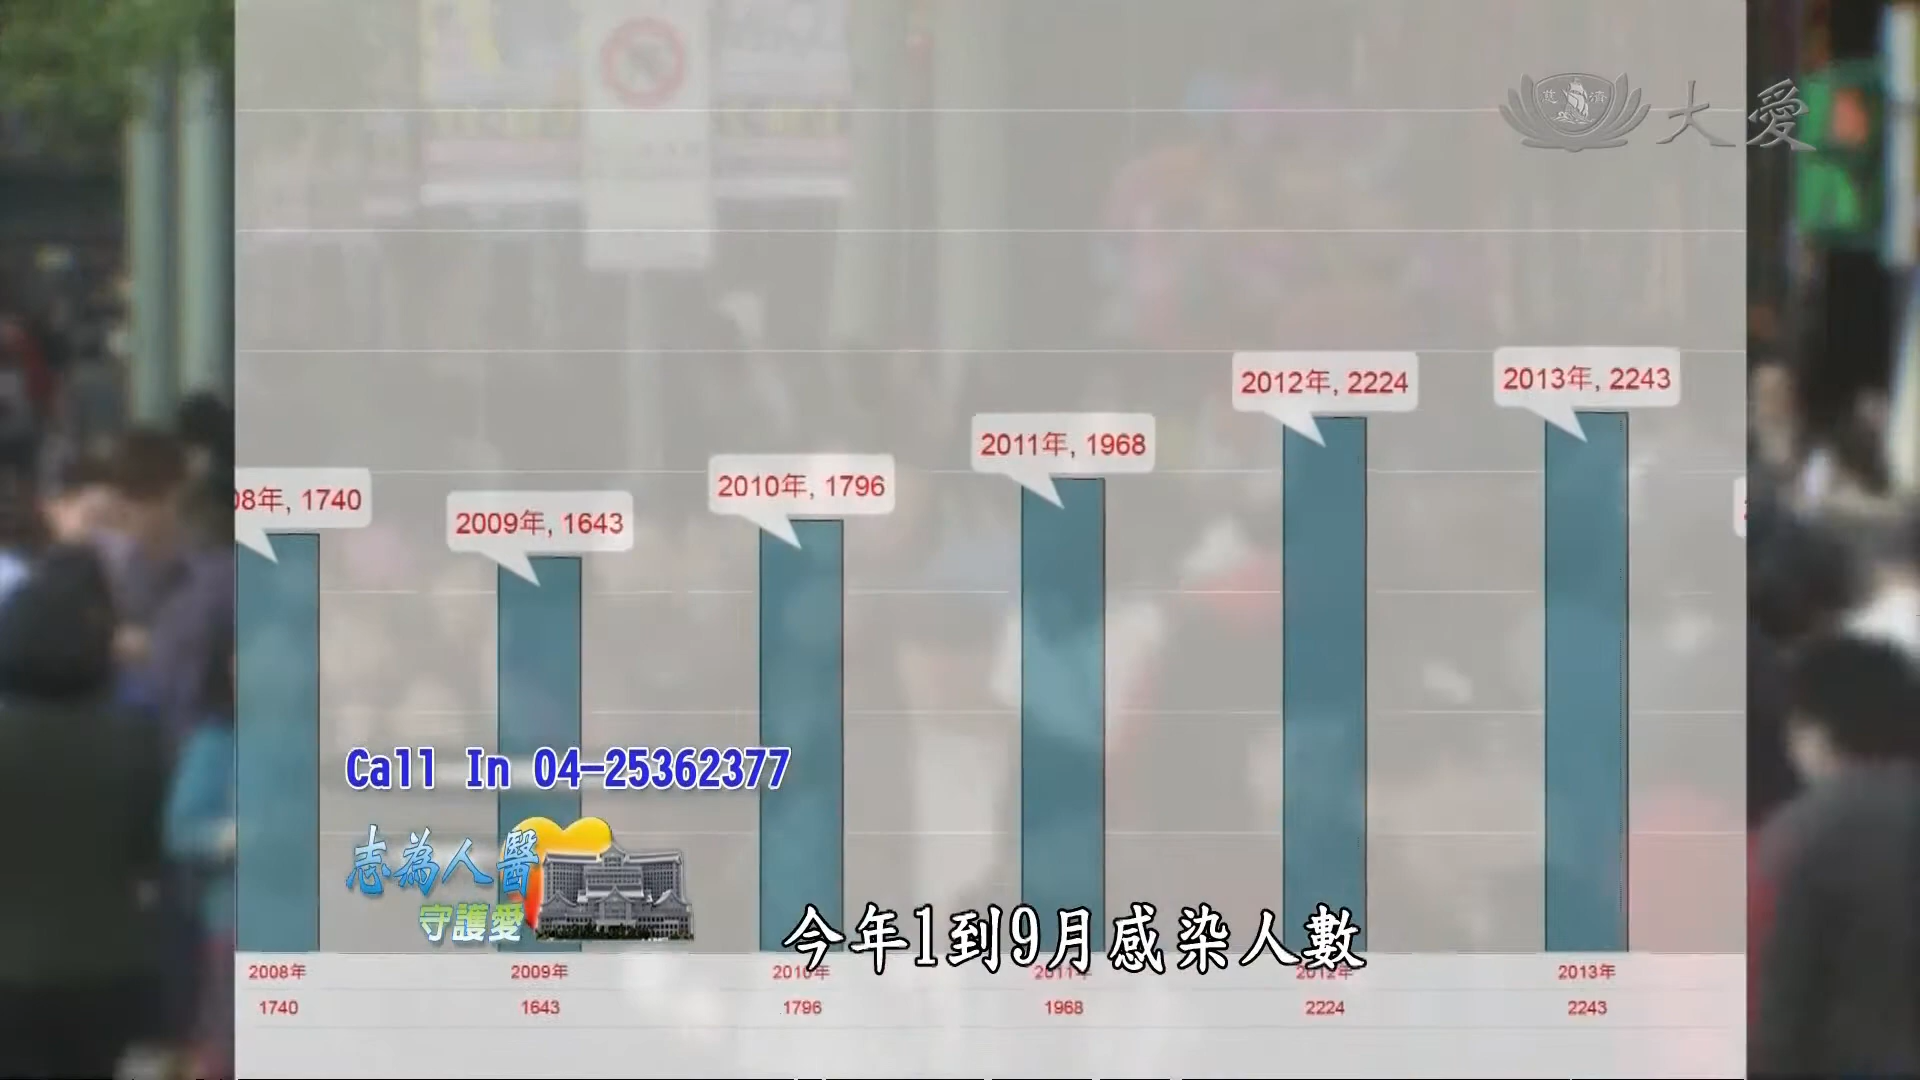 慈濟 大愛
2012年, 2224
2013年, 2243
2011年, 1968
08年, 1740
2009年, 1643
2010年, 1796
Call In 04-25362377
志為人醫
守護愛
今年1到9月感染人數
2008年 2009年 2010年 2011年 2012年 2013年
1740 1643 1796 1968 2224 2243